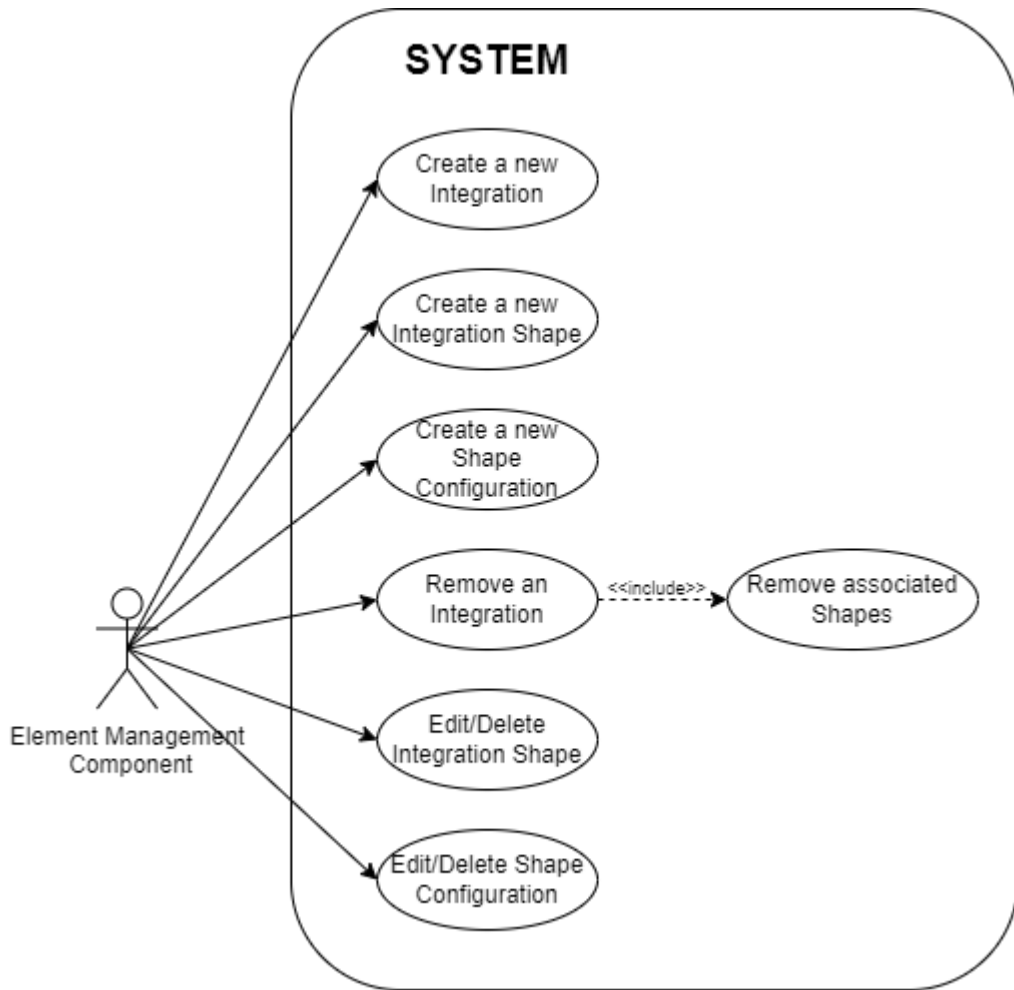 SYSTEM
Create a new
Integration
Create a new
Integration Shape
Create a new
Shape
Configuration
Remove an
Integration
<<include>>
Remove associated
Shapes
Element Management
Component
Edit/Delete
Integration Shape
Edit/Delete Shape
Configuration